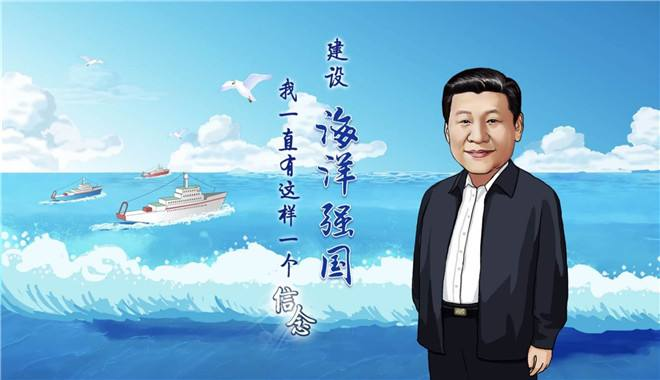 建设
海洋强国
我一直有这样一个
信念